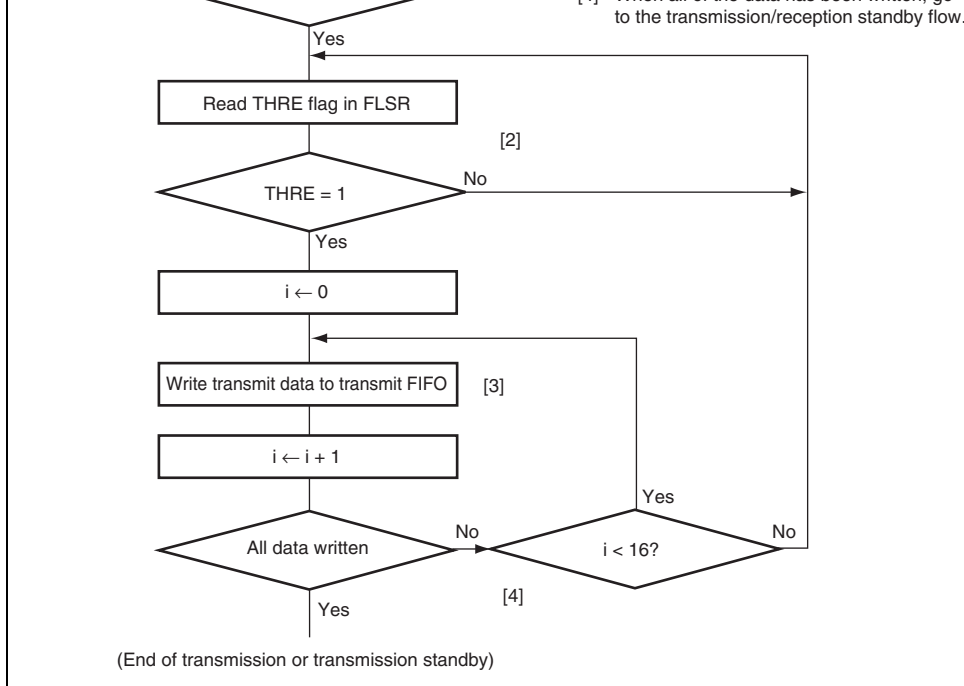 [4] When all of the data has been written, go
to the transmission/reception standby flow.
Yes
Read THRE flag in FLSR
[2]
THRE = 1
No
Yes
i ← 0
Write transmit data to transmit FIFO
[3]
i ← i + 1
Yes
All data written
No
i < 16?
No
[4]
Yes
(End of transmission or transmission standby)